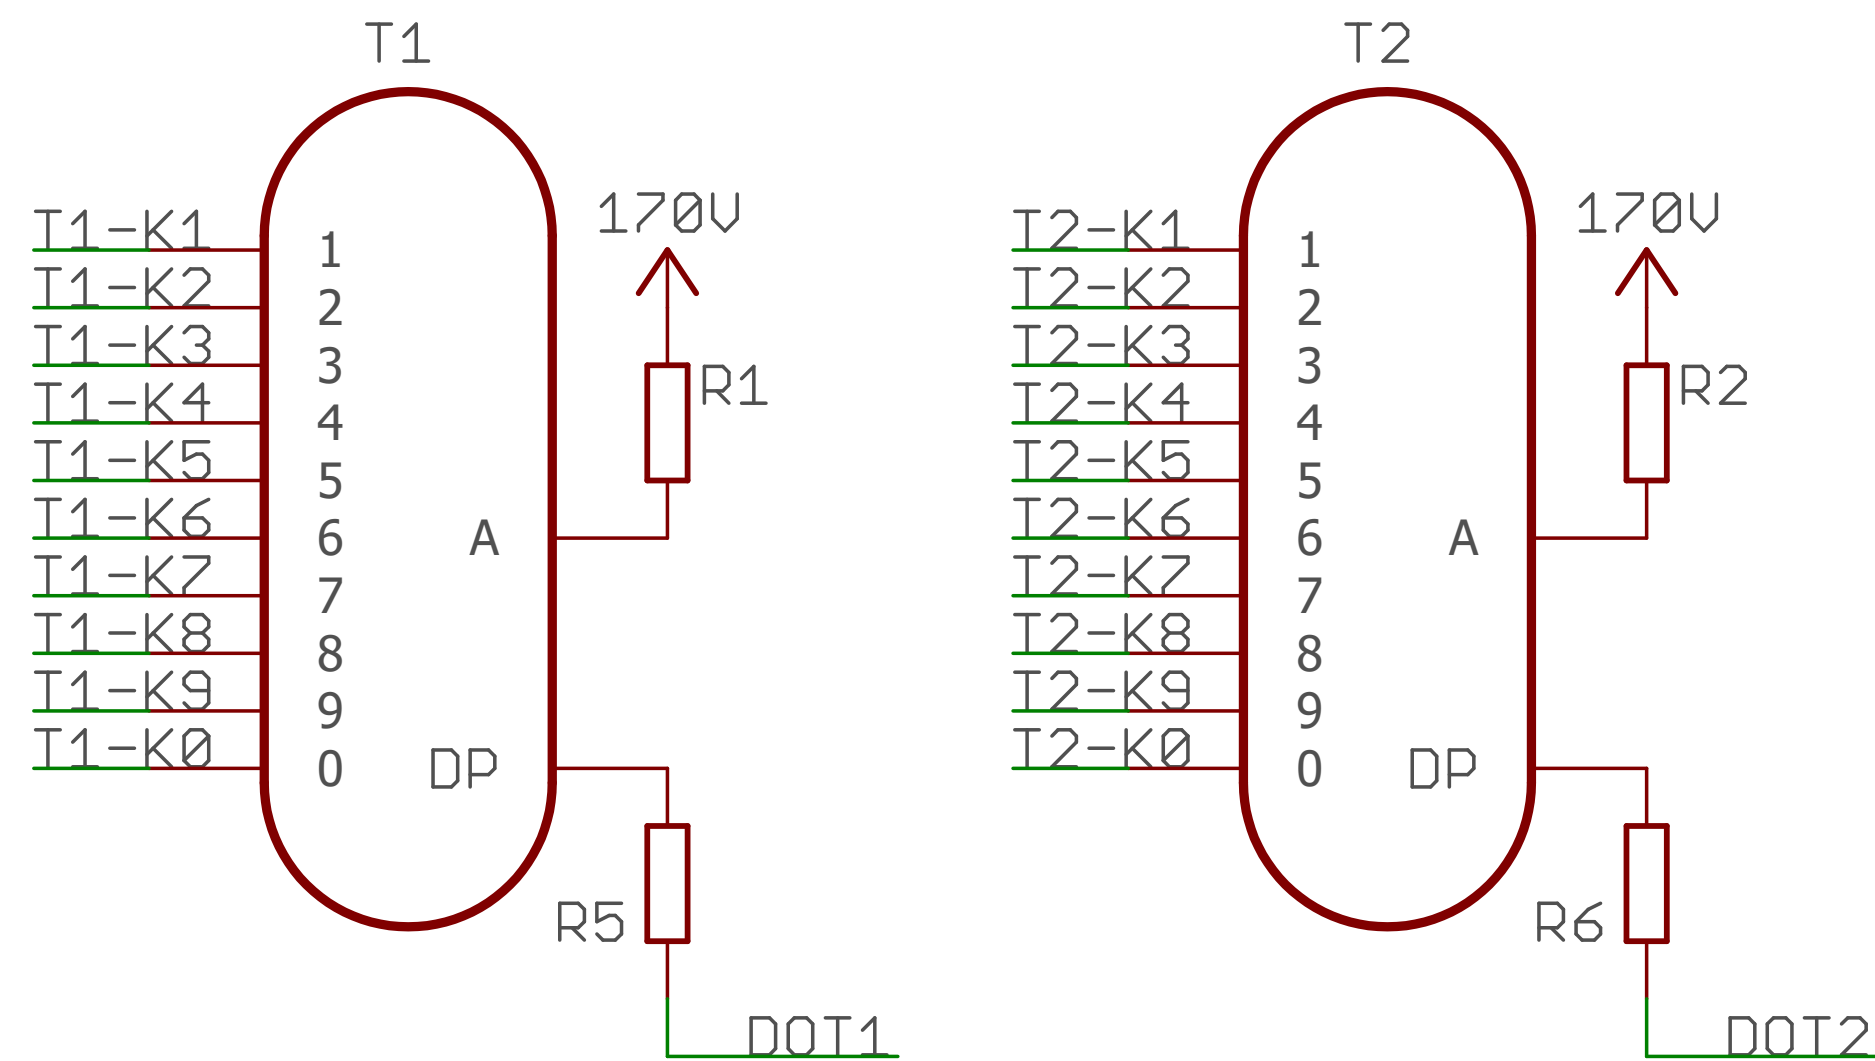 T1
T2
170V
170V
T1-K1
1
T2-K1
1
T1-K2
2
T2-K2
2
T1-K3
3
R1
T2-K3
3
R2
T1-K4
4
T2-K4
4
T1-K5
5
T2-K5
5
T1-K6
6
A
T2-K6
6
A
T1-K7
7
T2-K7
7
T1-K8
8
T2-K8
8
T1-K9
9
T2-K9
9
T1-K0
0
DP
T2-K0
0
DP
R5
R6
DOT1
DOT2